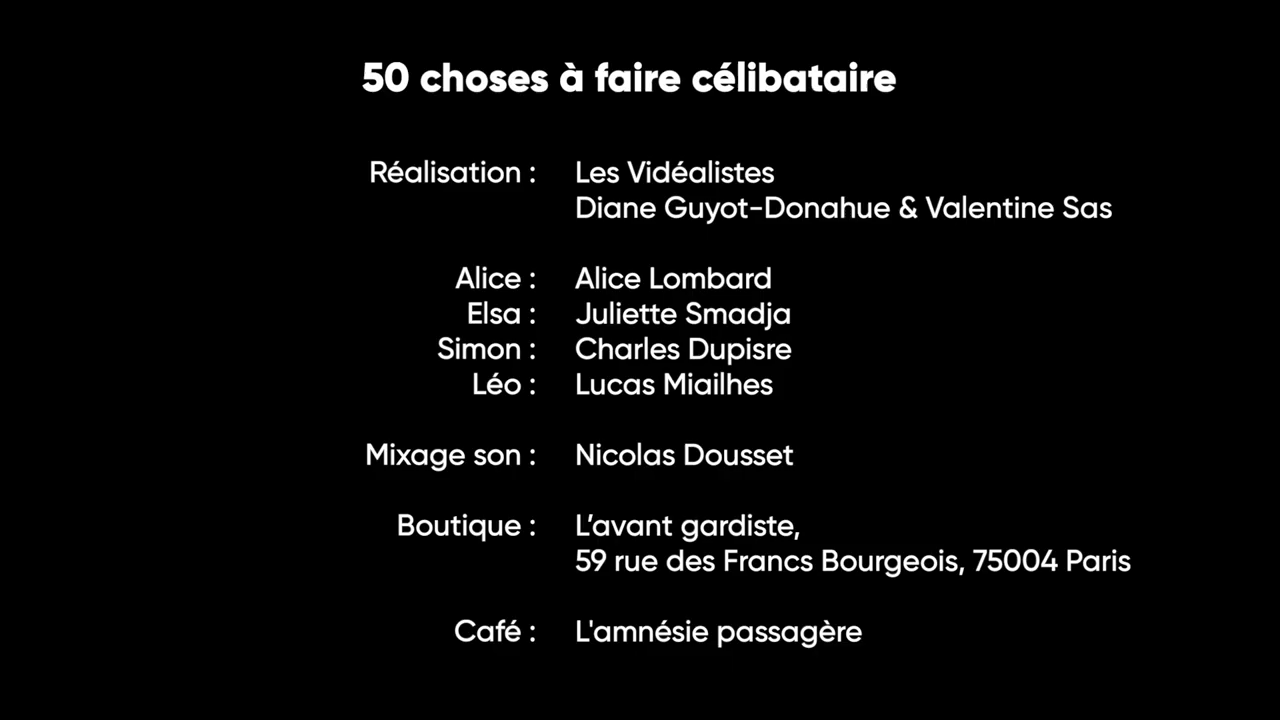 50 choses à faire célibataire
Réalisation : Les Vidéalistes
Diane Guyot-Donahue & Valentine Sas
Alice : Alice Lombard
Elsa : Juliette Smadja
Simon : Charles Dupisre
Léo : Lucas Miailhes
Mixage son : Nicolas Dousset
Boutique : L’avant gardiste,
59 rue des Francs Bourgeois, 75004 Paris
Café : L'amnésie passagère